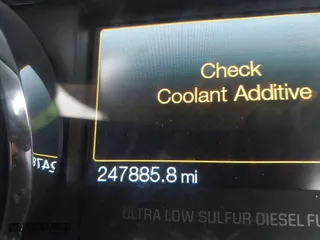 Check
Coolant Additive
247885.8 mi
ULTRA LOW SULFUR DIESEL FU